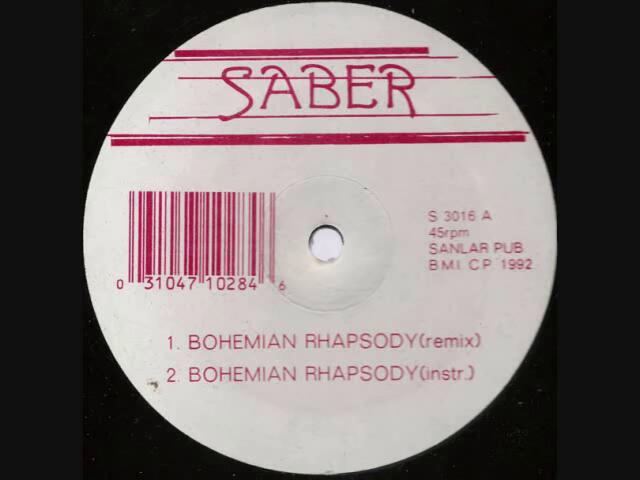 SABER
S 3016 A
45rpm
SANLAR PUB
B.M.I. C.P. 1992
0 31047 10284 6
1. BOHEMIAN RHAPSODY(remix)
2. BOHEMIAN RHAPSODY(instr.)